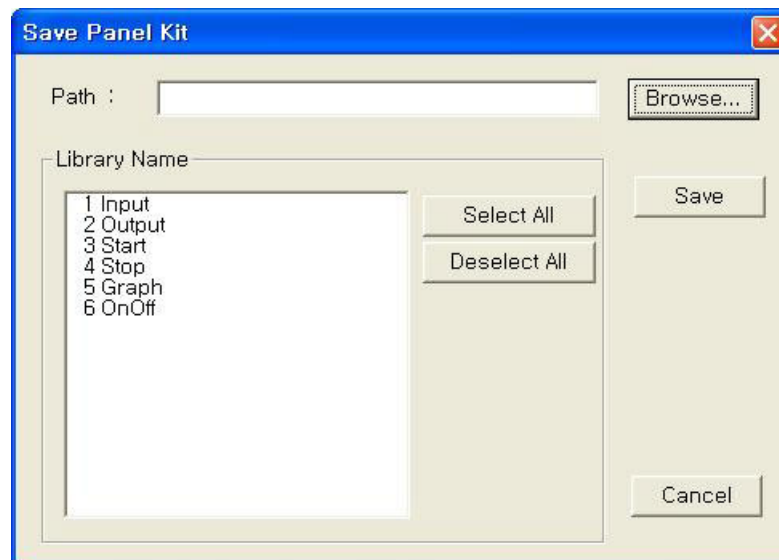 Save Panel Kit
Path :
Browse...
Library Name
1 Input
2 Output
3 Start
4 Stop
5 Graph
6 OnOff
Select All
Deselect All
Save
Cancel